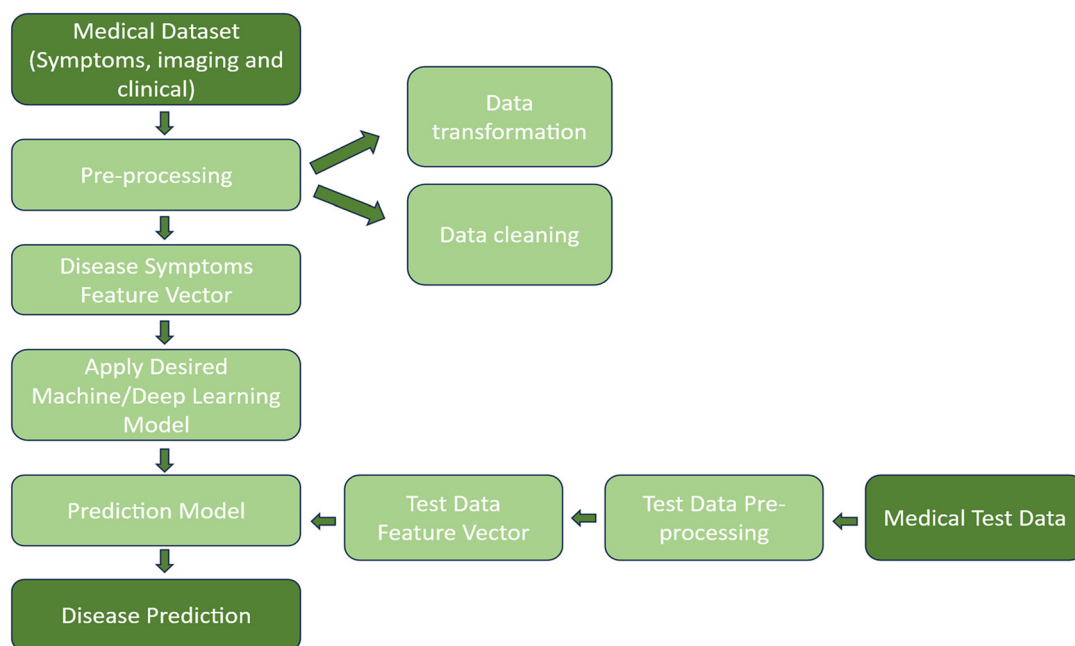 Medical Dataset
(Symptoms, imaging and
clinical)
Data
transformation
Pre-processing
Data cleaning
Disease Symptoms
Feature Vector
Apply Desired
Machine/Deep Learning
Model
Prediction Model
Test Data
Feature Vector
Test Data Pre-
processing
Medical Test Data
Disease Prediction